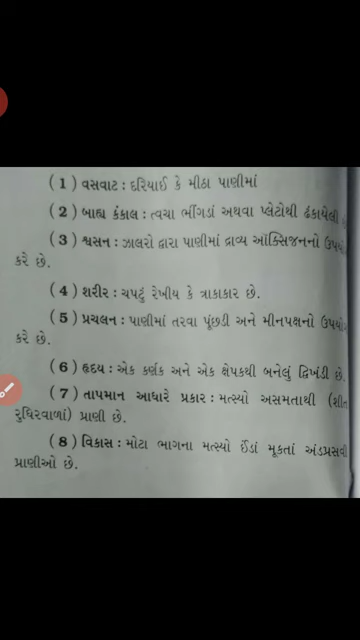 (1) વસવાટ : દરિયાઈ કે મીઠા પાણીમાં
(2) બાહ્ય કંકાલ : ત્વચા ભીંગડાં અથવા પ્લેટોથી ઢંકાયેલી
(3) શ્વસન : ઝાલરો દ્વારા પાણીમાં દ્રાવ્ય ઑક્સિજનનો
કરે છે.
(4) શરીર : ચપટું રેખીય કે ત્રાકાકાર છે.
(5) પ્રચલન : પાણીમાં તરવા પૂંછડી અને મીનપક્ષનો
કરે છે.
(6) હૃદય : એક કર્ણક અને એક ક્ષેપકથી બનેલું દ્વિખંડી છે.
(7) તાપમાન આધારે પ્રકાર : મત્સ્યો અસમતાથી (શીત
રુધિરવાળાં) પ્રાણી છે.
(8) વિકાસ : મોટા ભાગના મત્સ્યો ઈંડાં મૂકતાં અંડપ્રસવી
પ્રાણીઓ છે.